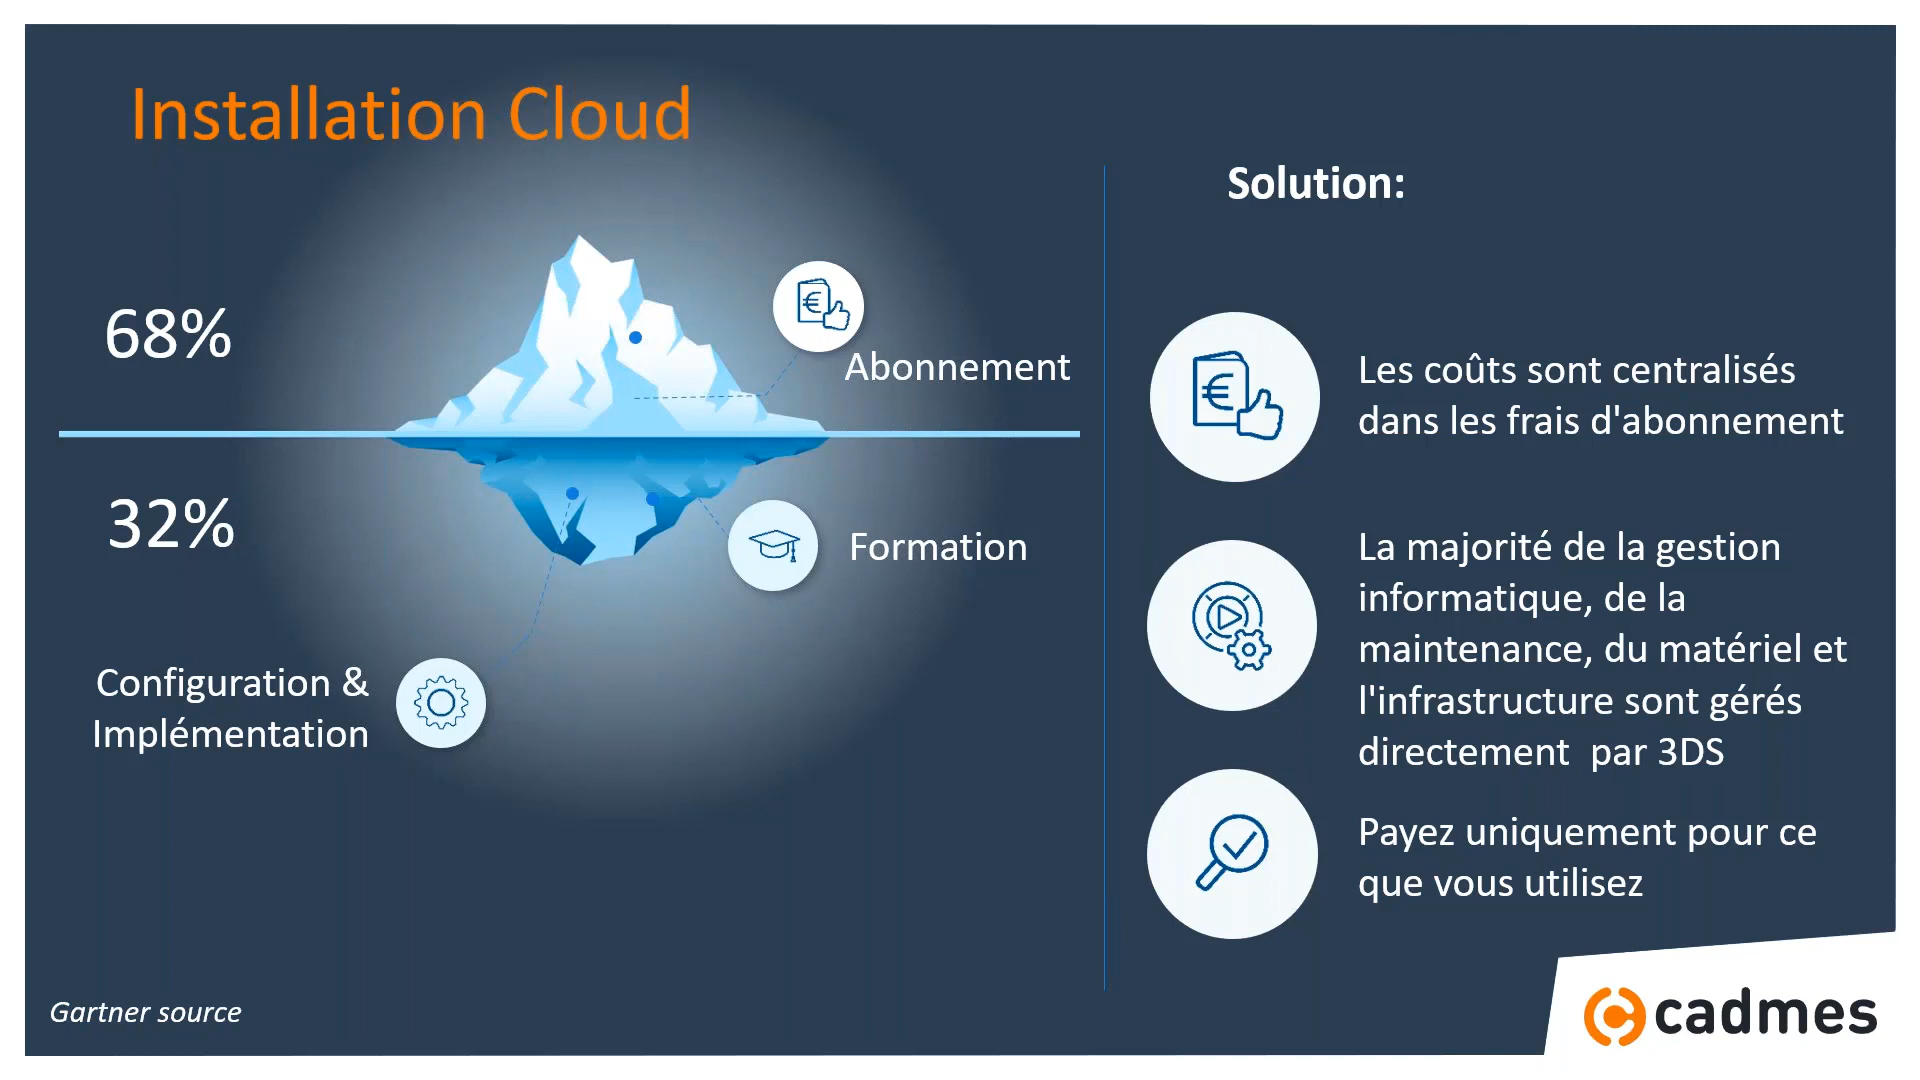 Installation Cloud
68%
Abonnement
32%
Formation
Configuration &
Implémentation
Gartner source
Solution:
€
Les coûts sont centralisés
dans les frais d'abonnement
La majorité de la gestion
informatique, de la
maintenance, du matériel et
l'infrastructure sont gérés
directement  par 3DS
Payez uniquement pour ce
que vous utilisez
cadmes